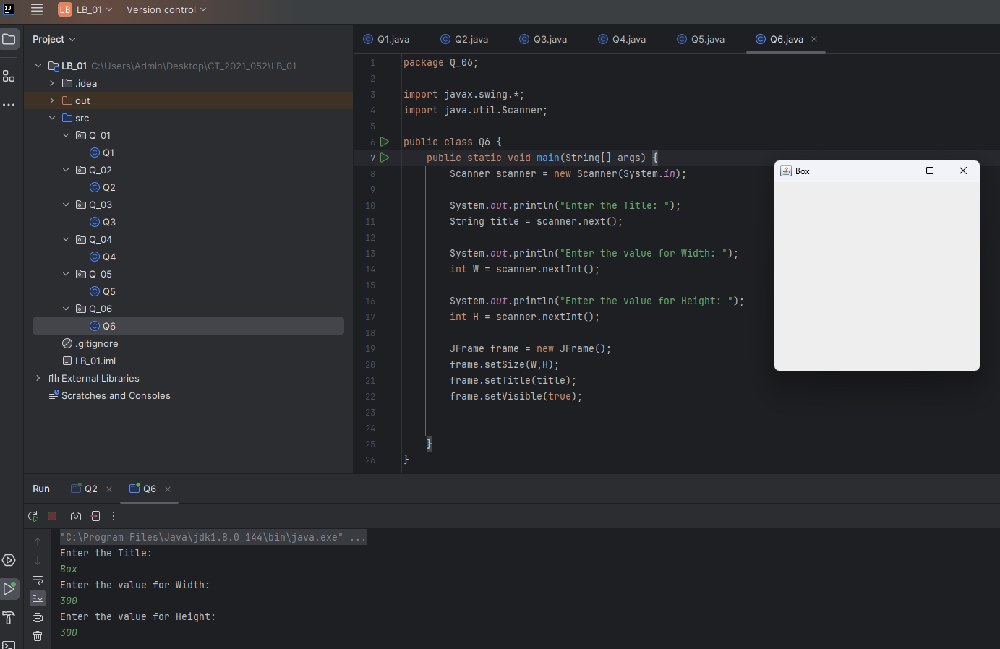 LB LB_01 Version control
Project
LB_01 C:\Users\Admin\Desktop\CT_2021_052\LB_01
.idea
out
src
Q_01
Q1
Q_02
Q2
Q_03
Q3
Q_04
Q4
Q_05
Q5
Q_06
Q6
.gitignore
LB_01.iml
External Libraries
Scratches and Consoles
Q1.java Q2.java Q3.java Q4.java Q5.java Q6.java
1 package Q_06;
2
3 import javax.swing.*;
4 import java.util.Scanner;
5
6 public class Q6 {
7 public static void main(String[] args) {
8 Scanner scanner = new Scanner(System.in);
9
10 System.out.println("Enter the Title: ");
11 String title = scanner.next();
12
13 System.out.println("Enter the value for Width: ");
14 int W = scanner.nextInt();
15
16 System.out.println("Enter the value for Height: ");
17 int H = scanner.nextInt();
18
19 JFrame frame = new JFrame();
20 frame.setSize(W,H);
21 frame.setTitle(title);
22 frame.setVisible(true);
23
24
25 }
26 }
Box
Run Q2 Q6
"C:\Program Files\Java\jdk1.8.0_144\bin\java.exe" ...
Enter the Title:
Box
Enter the value for Width:
300
Enter the value for Height:
300